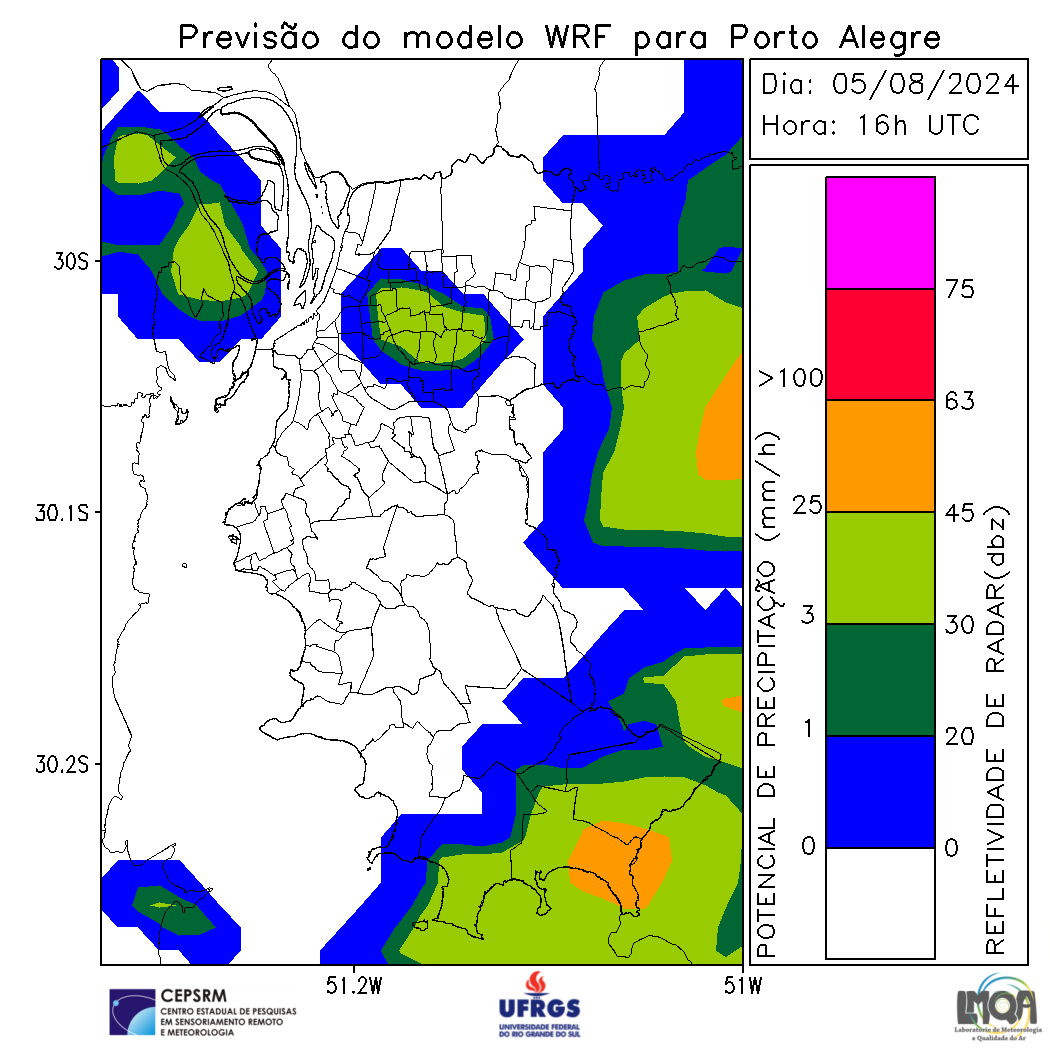 Previsão do modelo WRF para Porto Alegre
Dia: 05/08/2024
Hora: 16h UTC
30S
30.1S
30.2S
51.2W
51W
POTENCIAL DE PRECIPITAÇÃO (mm/h)
>100
25
3
1
0
75
63
45
30
20
0
REFLETIVIDADE DE RADAR(dbz)
CEPSRM
CENTRO ESTADUAL DE PESQUISAS
EM SENSORIAMENTO REMOTO
E METEOROLOGIA
UFRGS
UNIVERSIDADE FEDERAL
DO RIO GRANDE DO SUL
LMQA
Laboratório de Meteorologia
e Qualidade do Ar